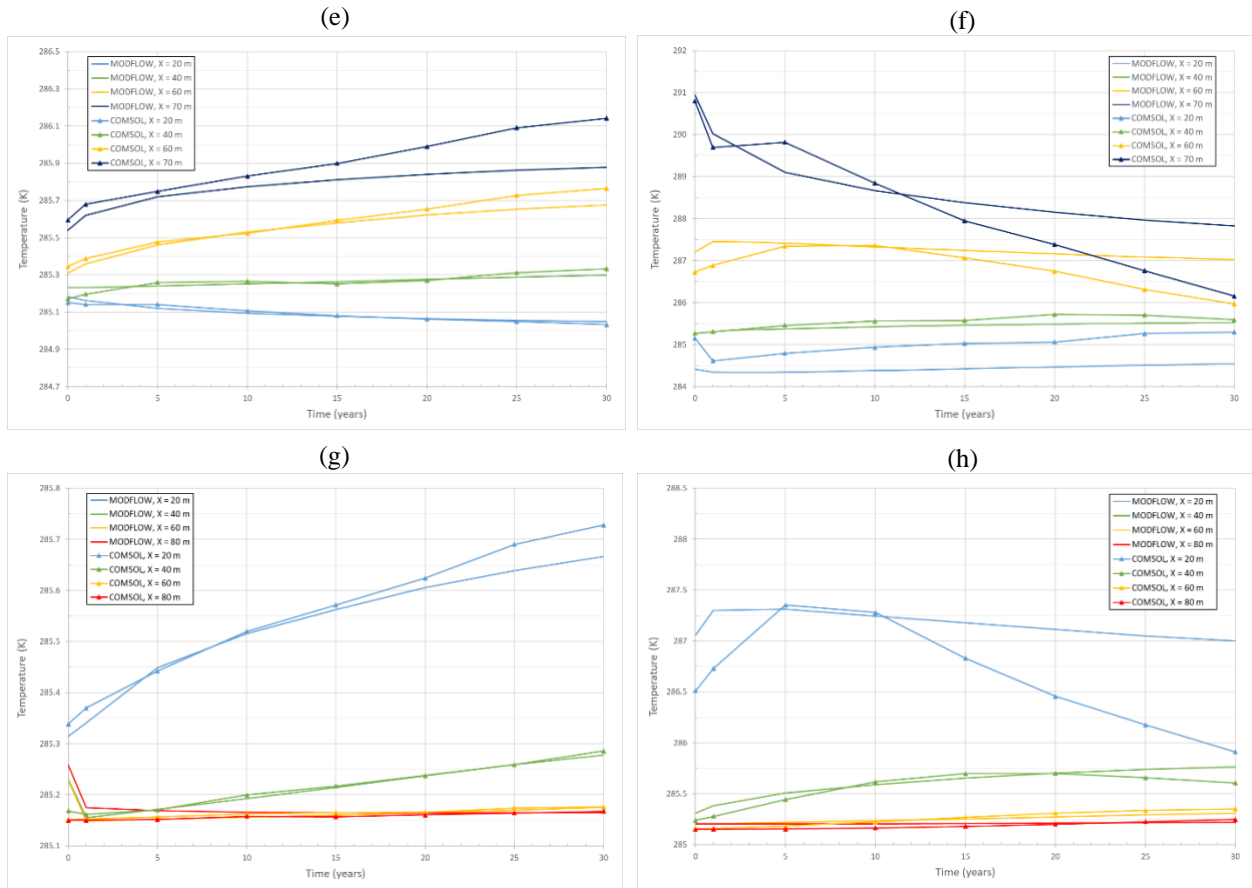 (e)
286.5
286.3
286.1
285.9
285.7
285.5
285.3
285.1
284.9
284.7
Temperature (K)
MODFLOW, X = 20 m
MODFLOW, X = 40 m
MODFLOW, X = 60 m
MODFLOW, X = 70 m
COMSOL, X = 20 m
COMSOL, X = 40 m
COMSOL, X = 60 m
COMSOL, X = 70 m
0 5 10 15 20 25 30
Time (years)
(f)
292
291
290
289
288
287
286
285
284
Temperature (K)
MODFLOW, X = 20 m
MODFLOW, X = 40 m
MODFLOW, X = 60 m
MODFLOW, X = 70 m
COMSOL, X = 20 m
COMSOL, X = 40 m
COMSOL, X = 60 m
COMSOL, X = 70 m
0 5 10 15 20 25 30
Time (years)
(g)
285.8
285.7
285.6
285.5
285.4
285.3
285.2
285.1
Temperature (K)
MODFLOW, X = 20 m
MODFLOW, X = 40 m
MODFLOW, X = 60 m
MODFLOW, X = 80 m
COMSOL, X = 20 m
COMSOL, X = 40 m
COMSOL, X = 60 m
COMSOL, X = 80 m
0 5 10 15 20 25 30
Time (years)
(h)
288.5
288
287.5
287
286.5
286
285.5
285
Temperature (K)
MODFLOW, X = 20 m
MODFLOW, X = 40 m
MODFLOW, X = 60 m
MODFLOW, X = 80 m
COMSOL, X = 20 m
COMSOL, X = 40 m
COMSOL, X = 60 m
COMSOL, X = 80 m
0 5 10 15 20 25 30
Time (years)